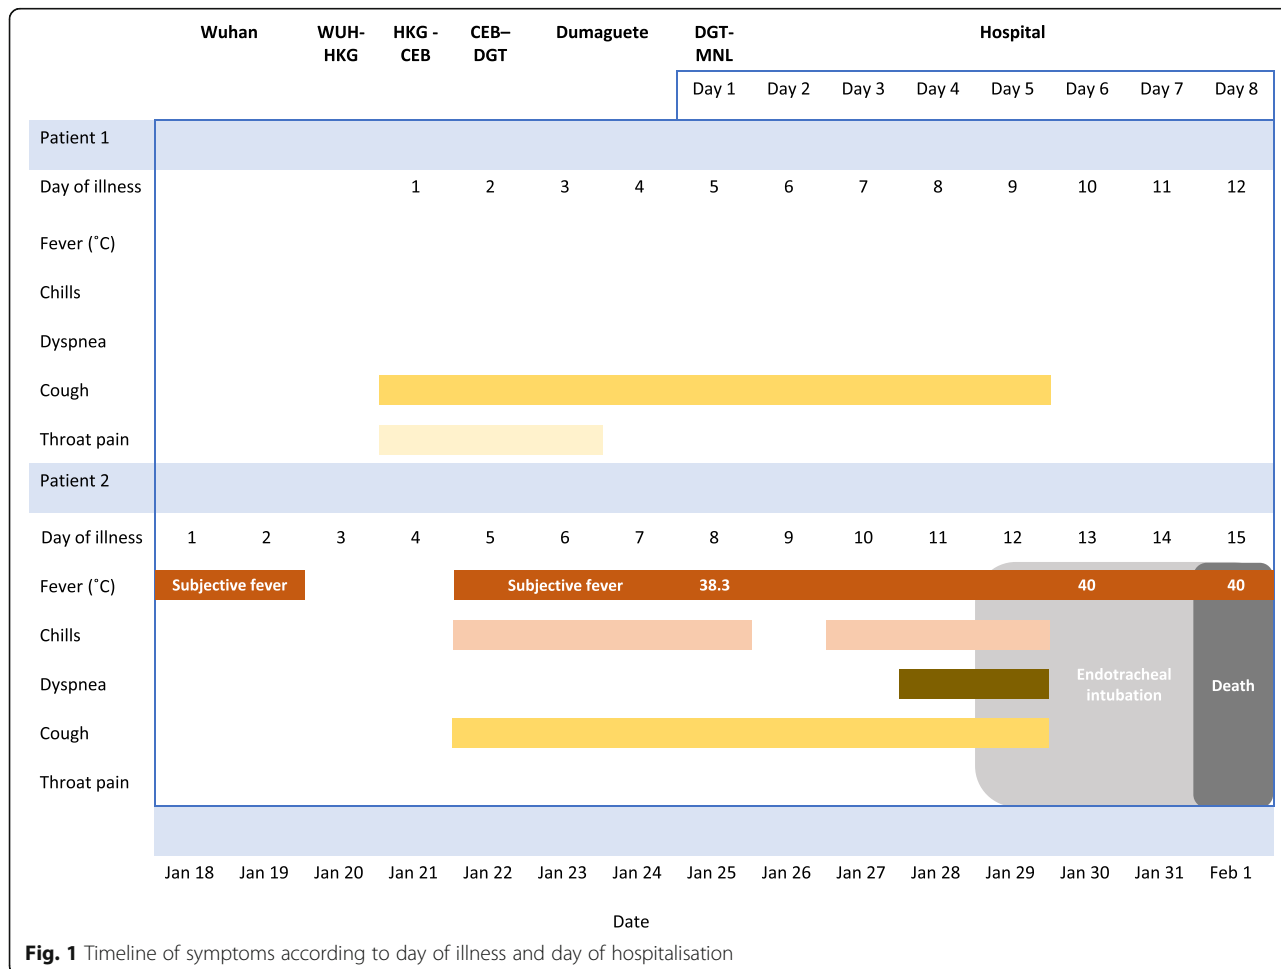 Wuhan WUH-HKG HKG - CEB CEB–DGT Dumaguete DGT-MNL Hospital
Day 1 Day 2 Day 3 Day 4 Day 5 Day 6 Day 7 Day 8
Patient 1
Day of illness 1 2 3 4 5 6 7 8 9 10 11 12
Fever (˚C)
Chills
Dyspnea
Cough
Throat pain
Patient 2
Day of illness 1 2 3 4 5 6 7 8 9 10 11 12 13 14 15
Fever (˚C) Subjective fever Subjective fever 38.3 40 40
Chills
Dyspnea Endotracheal intubation Death
Cough
Throat pain
Jan 18 Jan 19 Jan 20 Jan 21 Jan 22 Jan 23 Jan 24 Jan 25 Jan 26 Jan 27 Jan 28 Jan 29 Jan 30 Jan 31 Feb 1
Date
Fig. 1 Timeline of symptoms according to day of illness and day of hospitalisation